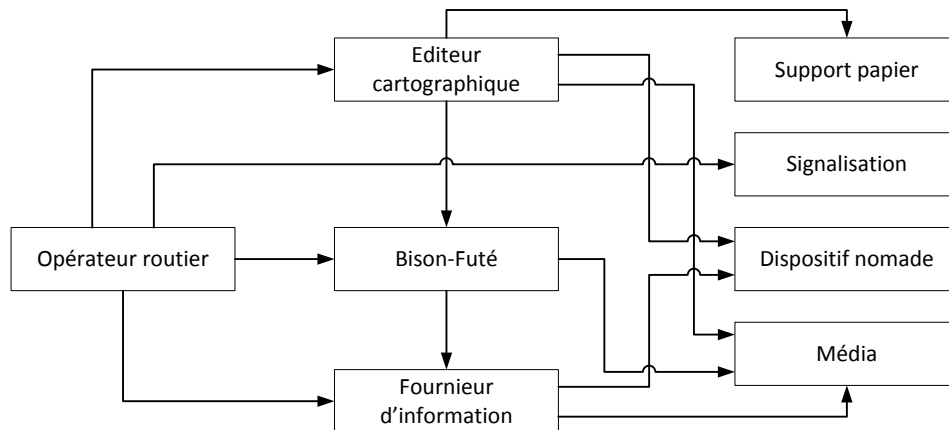 Editeur
cartographique
Support papier
Signalisation
Opérateur routier
Bison-Futé
Dispositif nomade
Média
Fournieur
d’information